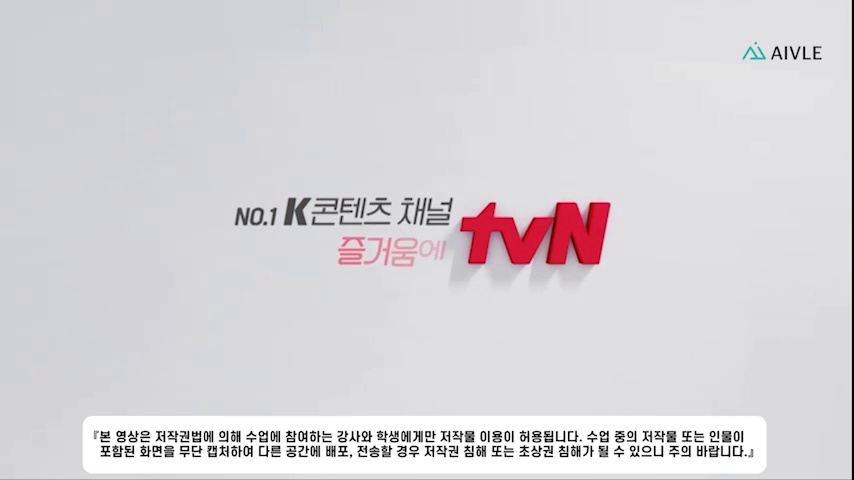 AIVLE
NO.1 K콘텐츠 채널
즐거움에 tvN
『본 영상은 저작권법에 의해 수업에 참여하는 강사와 학생에게만 저작물 이용이 허용됩니다. 수업 중의 저작물 또는 인물이
포함된 화면을 무단 캡처하여 다른 공간에 배포, 전송할 경우 저작권 침해 또는 초상권 침해가 될 수 있으니 주의 바랍니다.』